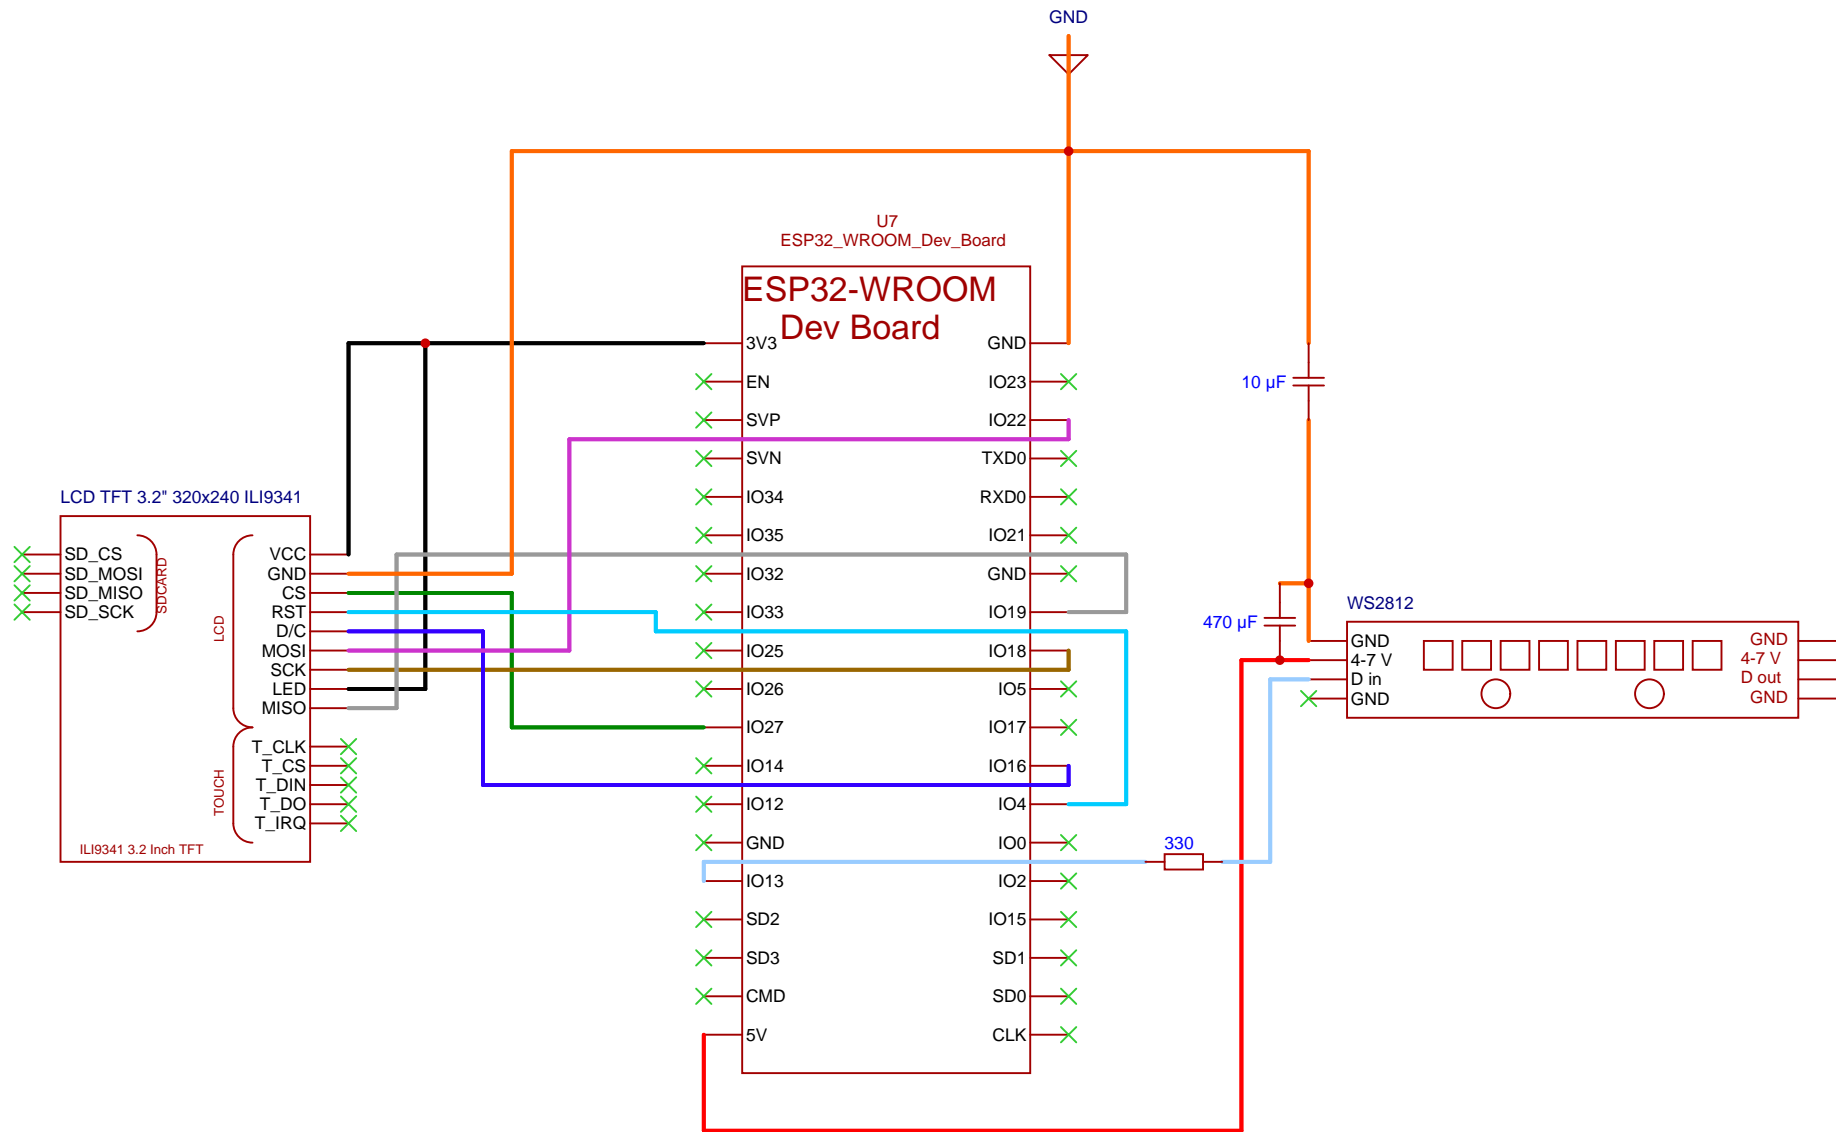 GND
U7
ESP32_WROOM_Dev_Board
ESP32-WROOM
Dev Board
3V3
EN
SVP
SVN
IO34
IO35
IO32
IO33
IO25
IO26
IO27
IO14
IO12
GND
IO13
SD2
SD3
CMD
5V
GND
IO23
IO22
TXD0
RXD0
IO21
GND
IO19
IO18
IO5
IO17
IO16
IO4
IO0
IO2
IO15
SD1
SD0
CLK
LCD TFT 3.2" 320x240 ILI9341
SD_CS
SD_MOSI
SD_MISO
SD_SCK
SDCARD
LCD
VCC
GND
CS
RST
D/C
MOSI
SCK
LED
MISO
TOUCH
T_CLK
T_CS
T_DIN
T_DO
T_IRQ
ILI9341 3.2 Inch TFT
10 µF
470 µF
330
WS2812
GND
4-7 V
D in
GND
GND
4-7 V
D out
GND